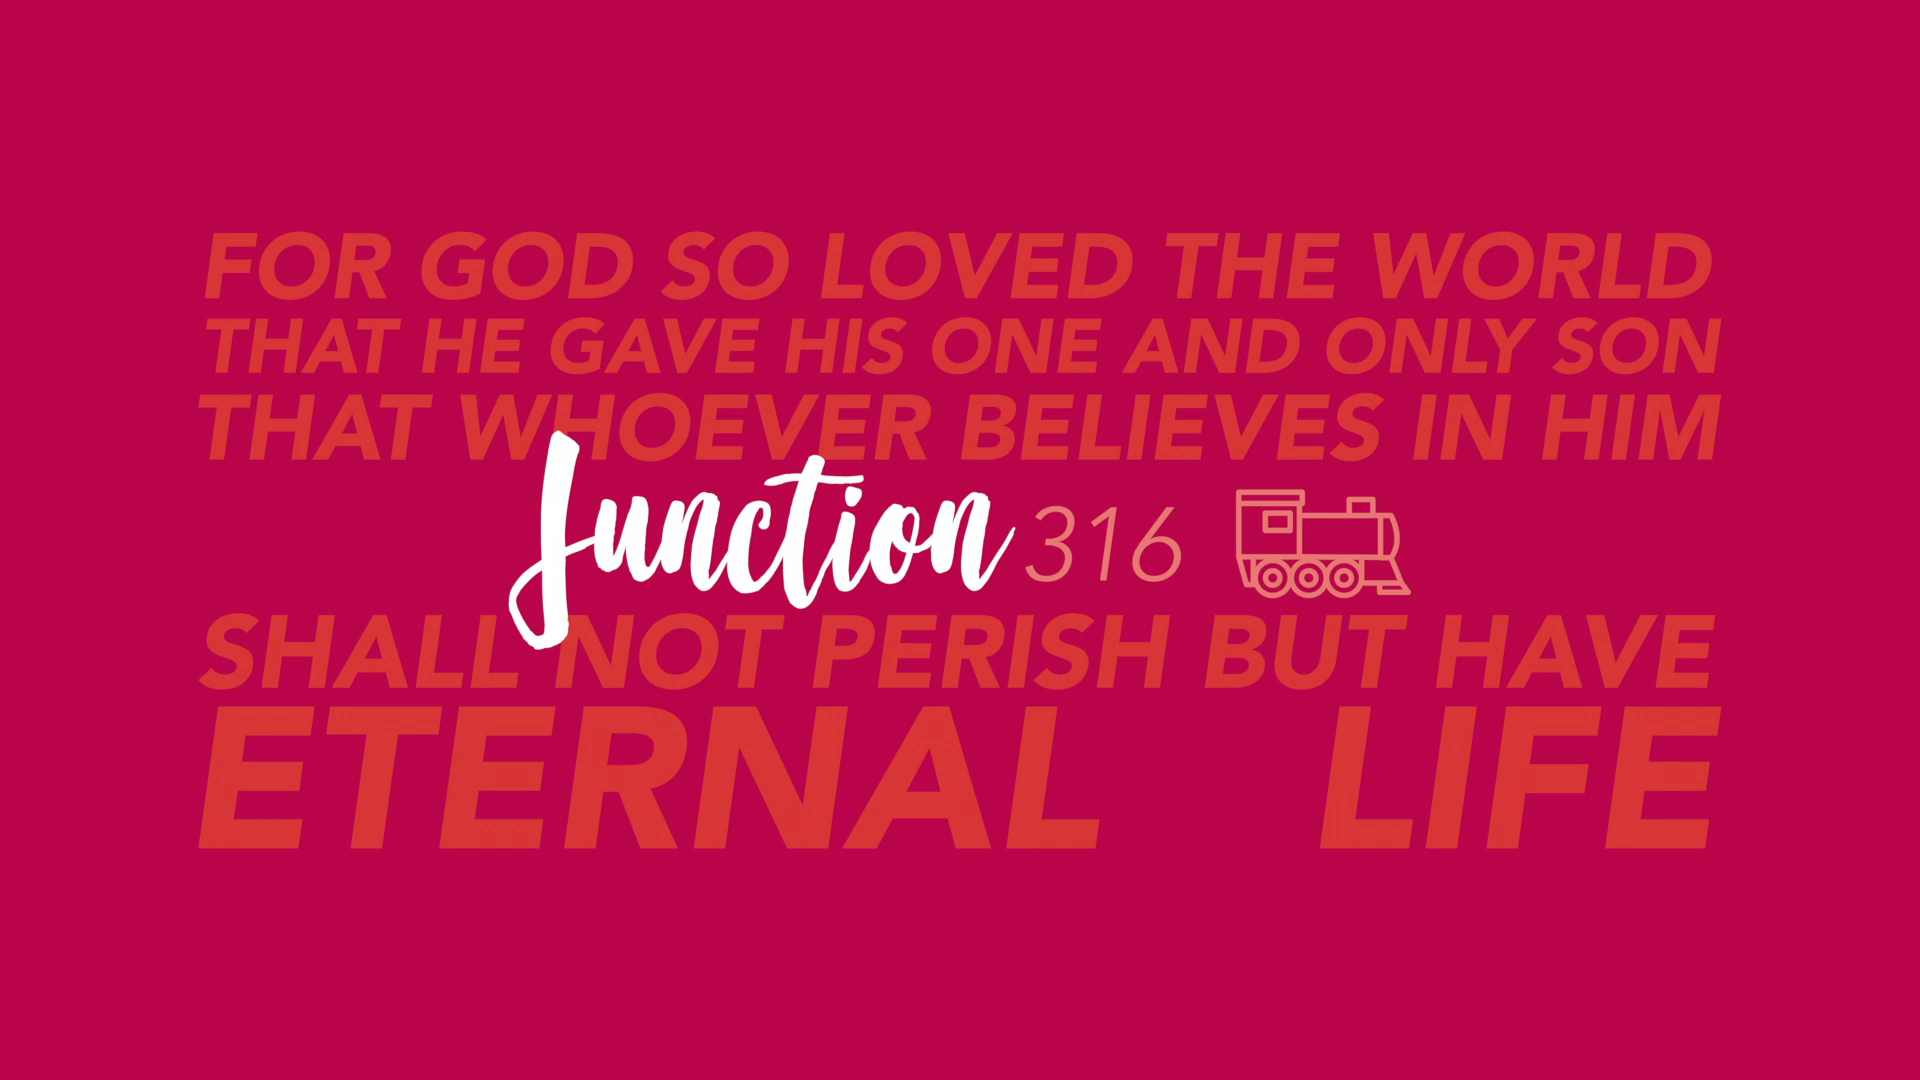 FOR GOD SO LOVED THE WORLD
THAT HE GAVE HIS ONE AND ONLY SON
THAT WHOEVER BELIEVES IN HIM
Junction 316
SHALL NOT PERISH BUT HAVE
ETERNAL LIFE